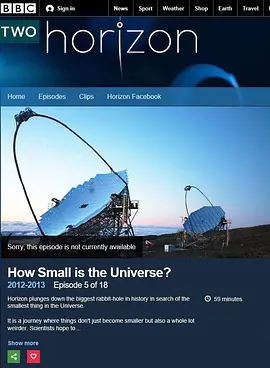 BBC Sign in News Sport Weather Shop Earth Travel
TWO horizon
Home Episodes Clips Horizon Facebook
Sorry, this episode is not currently available
How Small is the Universe?
2012-2013 Episode 5 of 18
Horizon plunges down the biggest rabbit-hole in history in search of the
smallest thing in the Universe.
59 minutes
It is a journey where things don't just become smaller but also a whole lot
weirder. Scientists hope to...
Show more